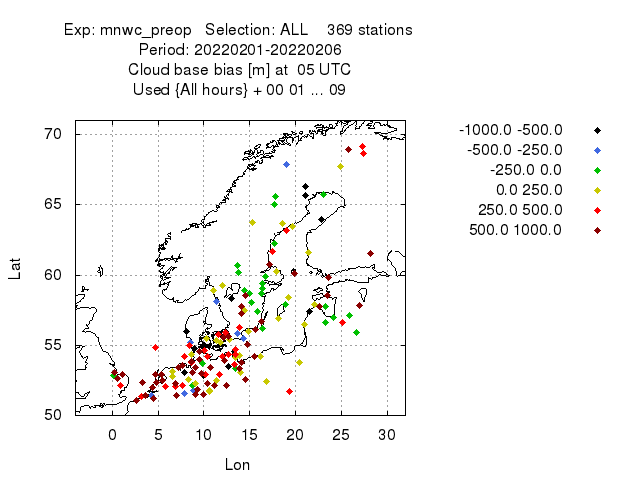 Exp: mnwc_preop   Selection: ALL    369 stations
Period: 20220201-20220206
Cloud base bias [m] at  05 UTC
Used {All hours} + 00 01 ... 09
-1000.0 -500.0
-500.0 -250.0
-250.0 0.0
0.0 250.0
250.0 500.0
500.0 1000.0
70
65
60
55
50
Lat
0 5 10 15 20 25 30
Lon